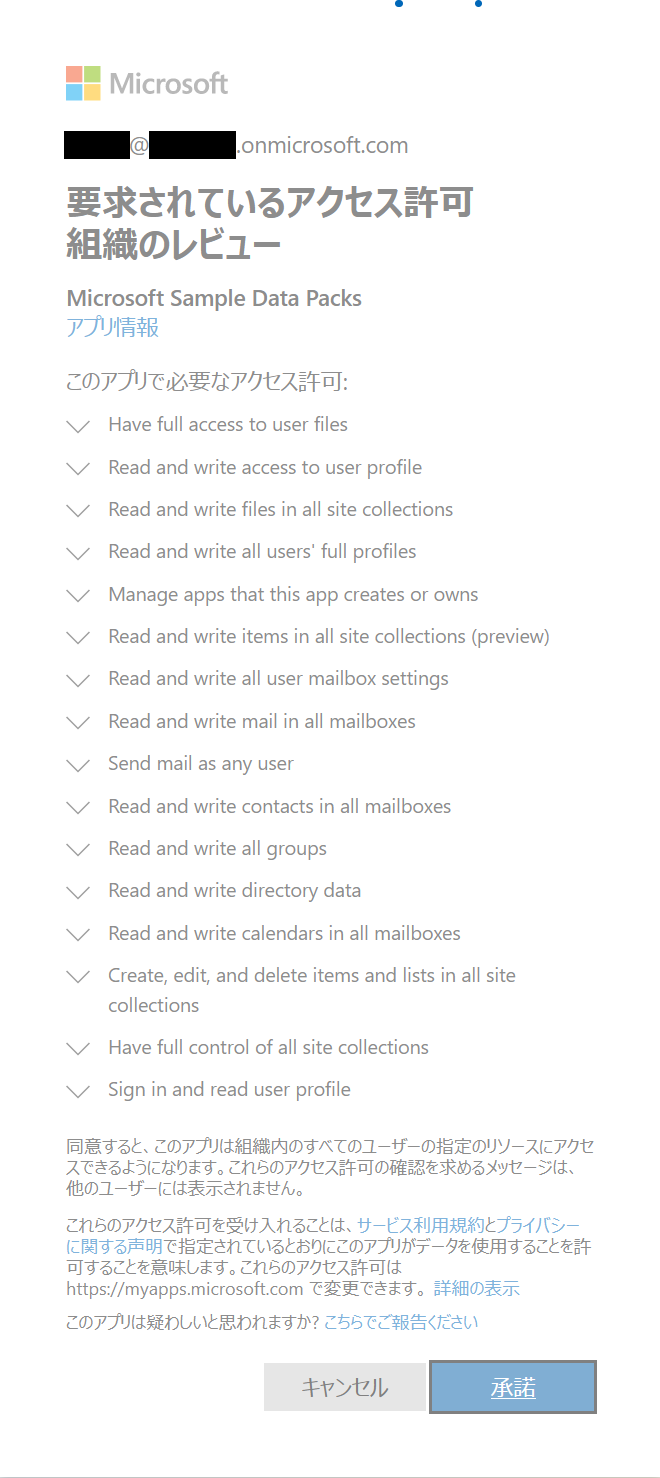 Microsoft
@ .onmicrosoft.com
要求されているアクセス許可
組織のレビュー
Microsoft Sample Data Packs
アプリ情報
このアプリで必要なアクセス許可:
Have full access to user files
Read and write access to user profile
Read and write files in all site collections
Read and write all users' full profiles
Manage apps that this app creates or owns
Read and write items in all site collections (preview)
Read and write all user mailbox settings
Read and write mail in all mailboxes
Send mail as any user
Read and write contacts in all mailboxes
Read and write all groups
Read and write directory data
Read and write calendars in all mailboxes
Create, edit, and delete items and lists in all site
collections
Have full control of all site collections
Sign in and read user profile
同意すると、このアプリは組織内のすべてのユーザーの指定のリソースにアクセ
スできるようになります。これらのアクセス許可の確認を求めるメッセージは、
他のユーザーには表示されません。
これらのアクセス許可を受け入れることは、サービス利用規約とプライバシー
に関する声明で指定されているとおりにこのアプリがデータを使用することを許
可することを意味します。これらのアクセス許可は
https://myapps.microsoft.com で変更できます。 詳細の表示
このアプリは疑わしいと思われますか? こちらでご報告ください
キャンセル
承諾